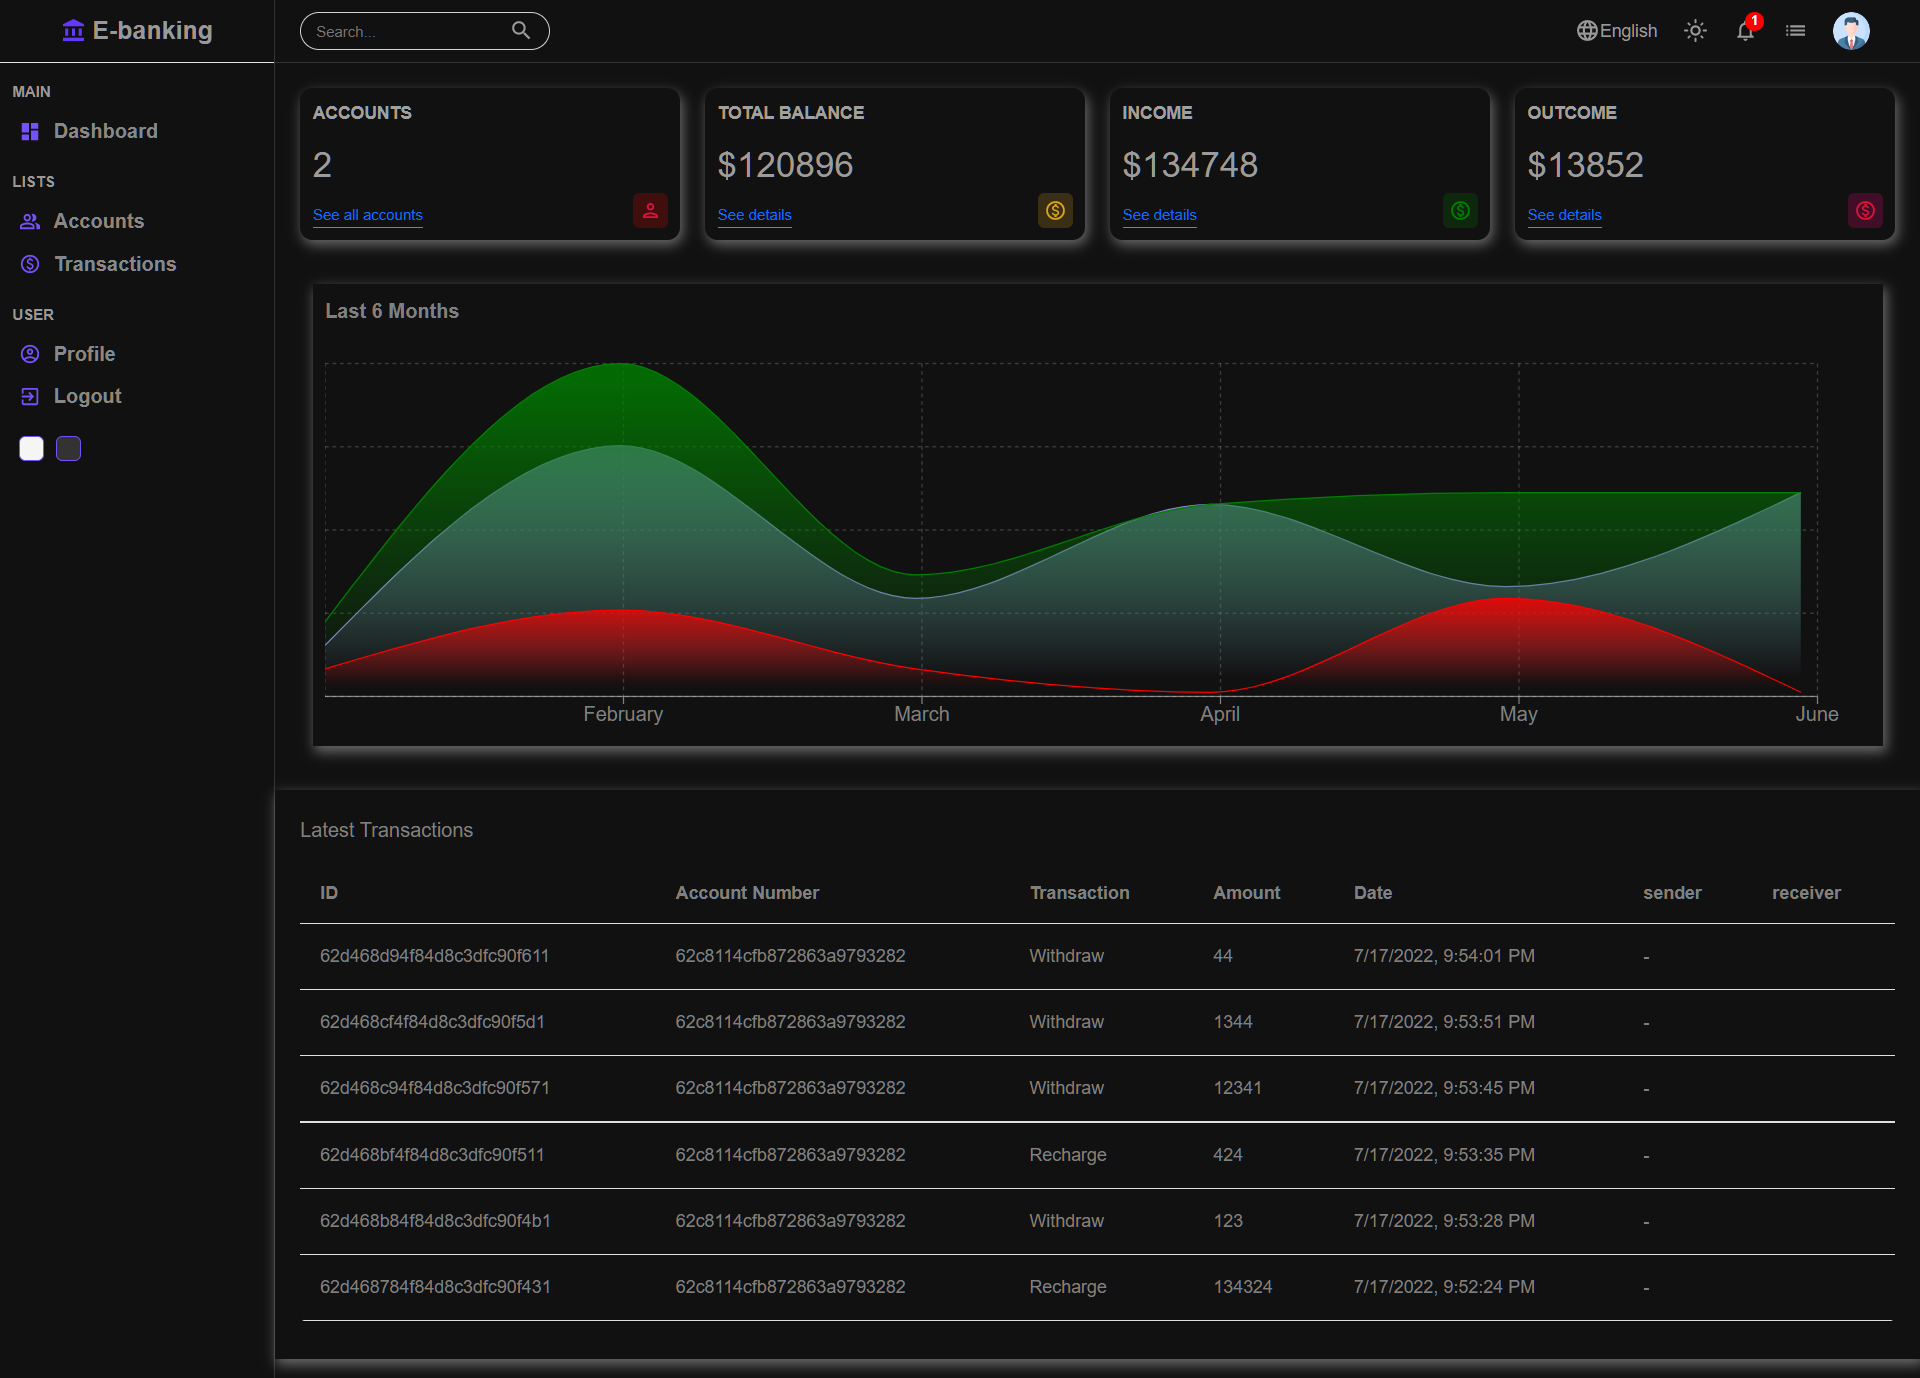 E-banking
Search...
English
1
MAIN
Dashboard
LISTS
Accounts
Transactions
USER
Profile
Logout
ACCOUNTS
2
See all accounts
TOTAL BALANCE
$120896
See details
INCOME
$134748
See details
OUTCOME
$13852
See details
Last 6 Months
February March April May June
Latest Transactions
ID Account Number Transaction Amount Date sender receiver
62d468d94f84d8c3dfc90f611 62c8114cfb872863a9793282 Withdraw 44 7/17/2022, 9:54:01 PM -
62d468cf4f84d8c3dfc90f5d1 62c8114cfb872863a9793282 Withdraw 1344 7/17/2022, 9:53:51 PM -
62d468c94f84d8c3dfc90f571 62c8114cfb872863a9793282 Withdraw 12341 7/17/2022, 9:53:45 PM -
62d468bf4f84d8c3dfc90f511 62c8114cfb872863a9793282 Recharge 424 7/17/2022, 9:53:35 PM -
62d468b84f84d8c3dfc90f4b1 62c8114cfb872863a9793282 Withdraw 123 7/17/2022, 9:53:28 PM -
62d468784f84d8c3dfc90f431 62c8114cfb872863a9793282 Recharge 134324 7/17/2022, 9:52:24 PM -